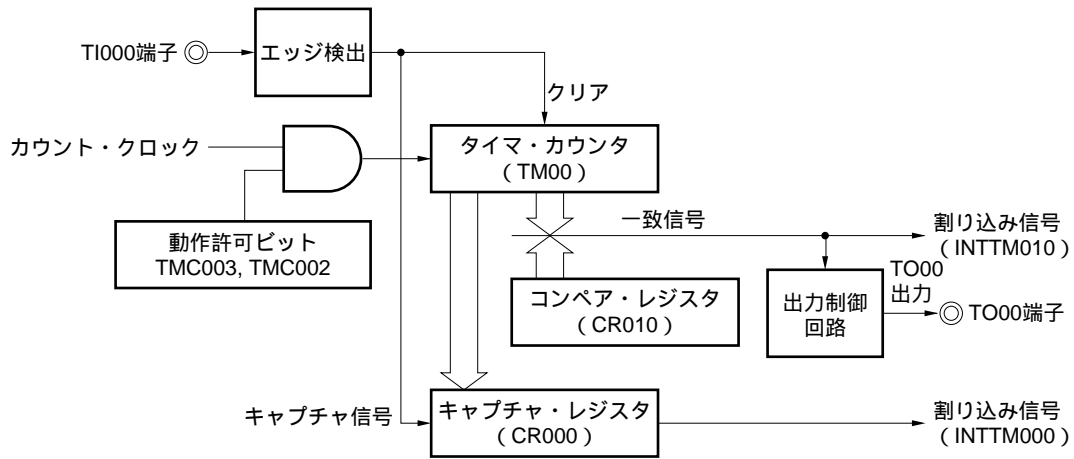 TI000端子
エッジ検出
クリア
カウント・クロック
タイマ・カウンタ
(TM00)
動作許可ビット
TMC003, TMC002
一致信号
割り込み信号
(INTTM010)
コンペア・レジスタ
(CR010)
出力制御
回路
TO00
出力
TO00端子
キャプチャ信号
キャプチャ・レジスタ
(CR000)
割り込み信号
(INTTM000)